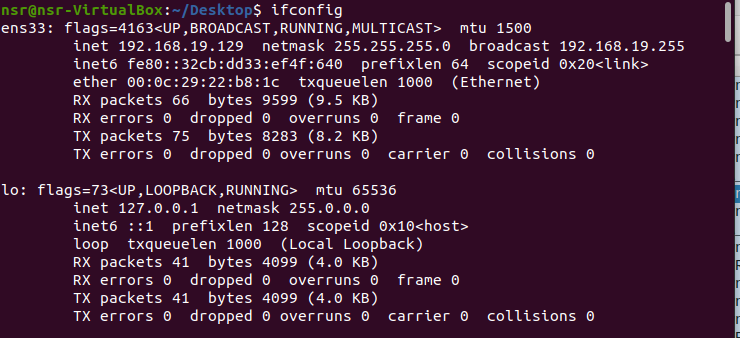 nsr@nsr-VirtualBox:~/Desktop$ ifconfig
ens33: flags=4163<UP,BROADCAST,RUNNING,MULTICAST>  mtu 1500
        inet 192.168.19.129  netmask 255.255.255.0  broadcast 192.168.19.255
        inet6 fe80::32cb:dd33:ef4f:640  prefixlen 64  scopeid 0x20<link>
        ether 00:0c:29:22:b8:1c  txqueuelen 1000  (Ethernet)
        RX packets 66  bytes 9599 (9.5 KB)
        RX errors 0  dropped 0  overruns 0  frame 0
        TX packets 75  bytes 8283 (8.2 KB)
        TX errors 0  dropped 0 overruns 0  carrier 0  collisions 0

lo: flags=73<UP,LOOPBACK,RUNNING>  mtu 65536
        inet 127.0.0.1  netmask 255.0.0.0
        inet6 ::1  prefixlen 128  scopeid 0x10<host>
        loop  txqueuelen 1000  (Local Loopback)
        RX packets 41  bytes 4099 (4.0 KB)
        RX errors 0  dropped 0  overruns 0  frame 0
        TX packets 41  bytes 4099 (4.0 KB)
        TX errors 0  dropped 0 overruns 0  carrier 0  collisions 0